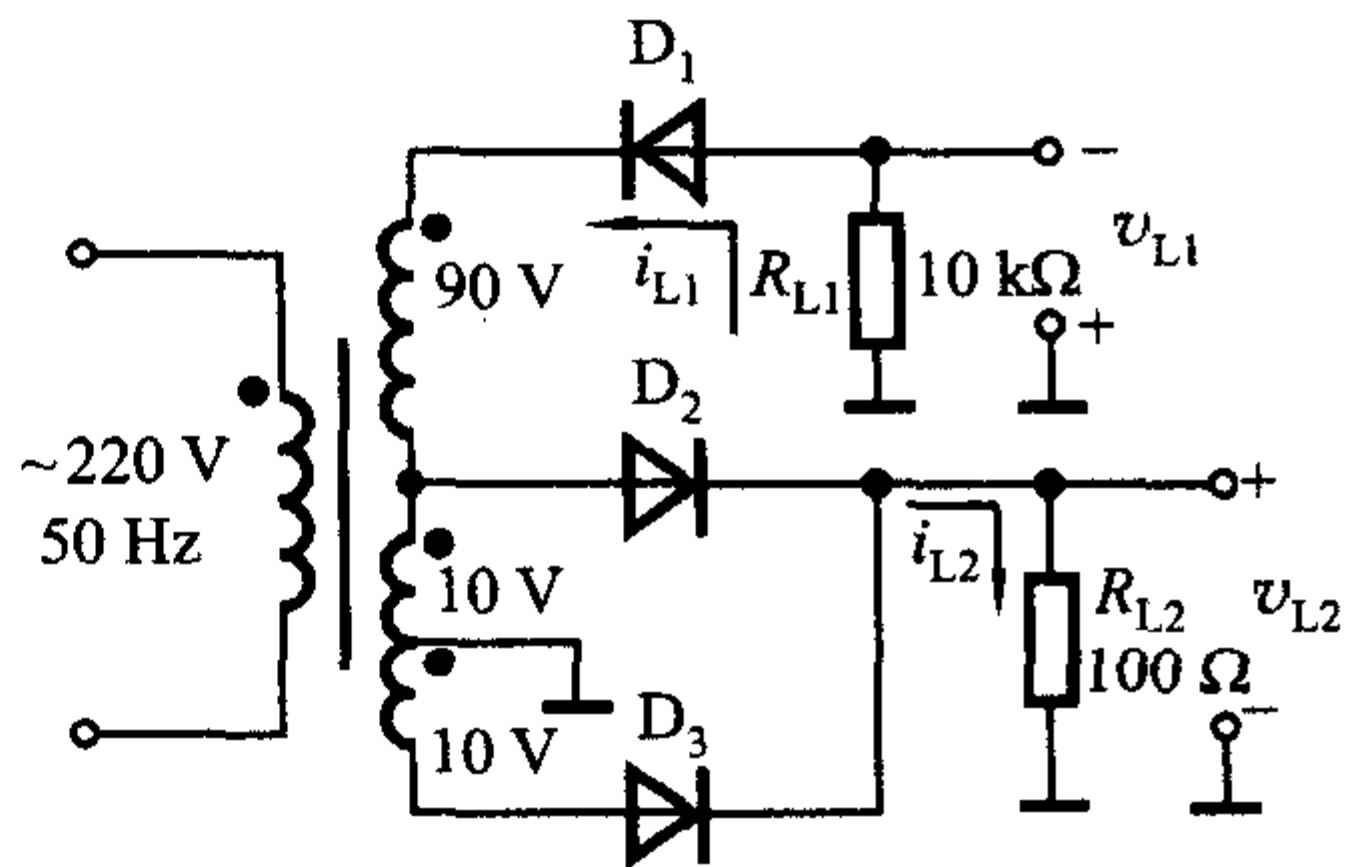 D₁
−
90 V
i_L1
R_L1
10 kΩ
v_L1
+
D₂
~220 V
50 Hz
+
10 V
i_L2
R_L2
100 Ω
v_L2
10 V
D₃
−